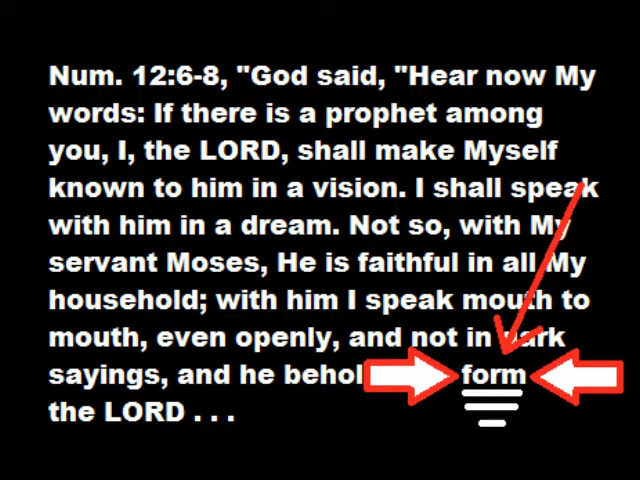 Num. 12:6-8, "God said, "Hear now My
words: If there is a prophet among
you, I, the LORD, shall make Myself
known to him in a vision. I shall speak
with him in a dream. Not so, with My
servant Moses, He is faithful in all My
household; with him I speak mouth to
mouth, even openly, and not in dark
sayings, and he behol form
the LORD . . .